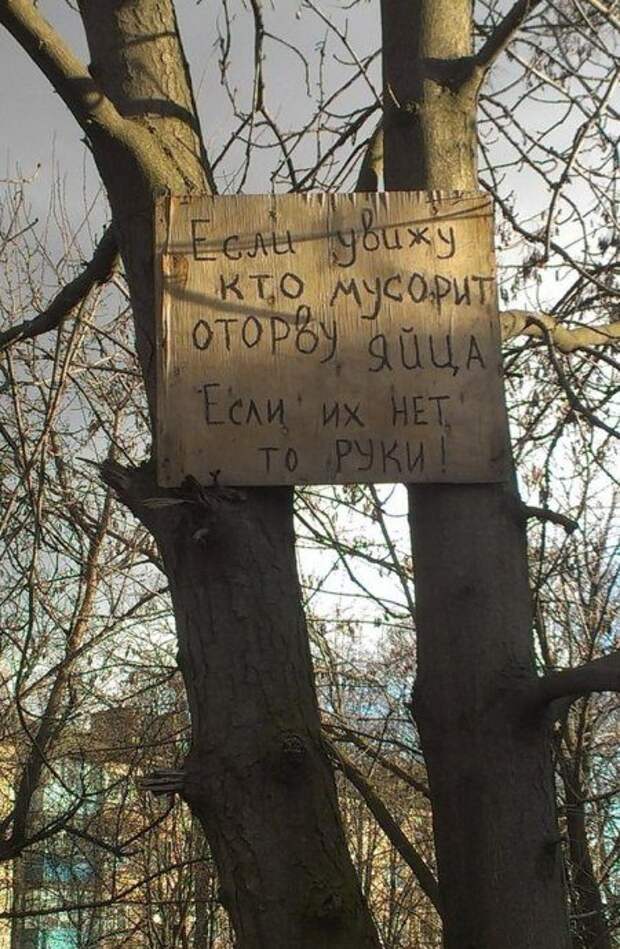 Если увижу
кто мусорит
оторву яйца
Если их нет
то руки!